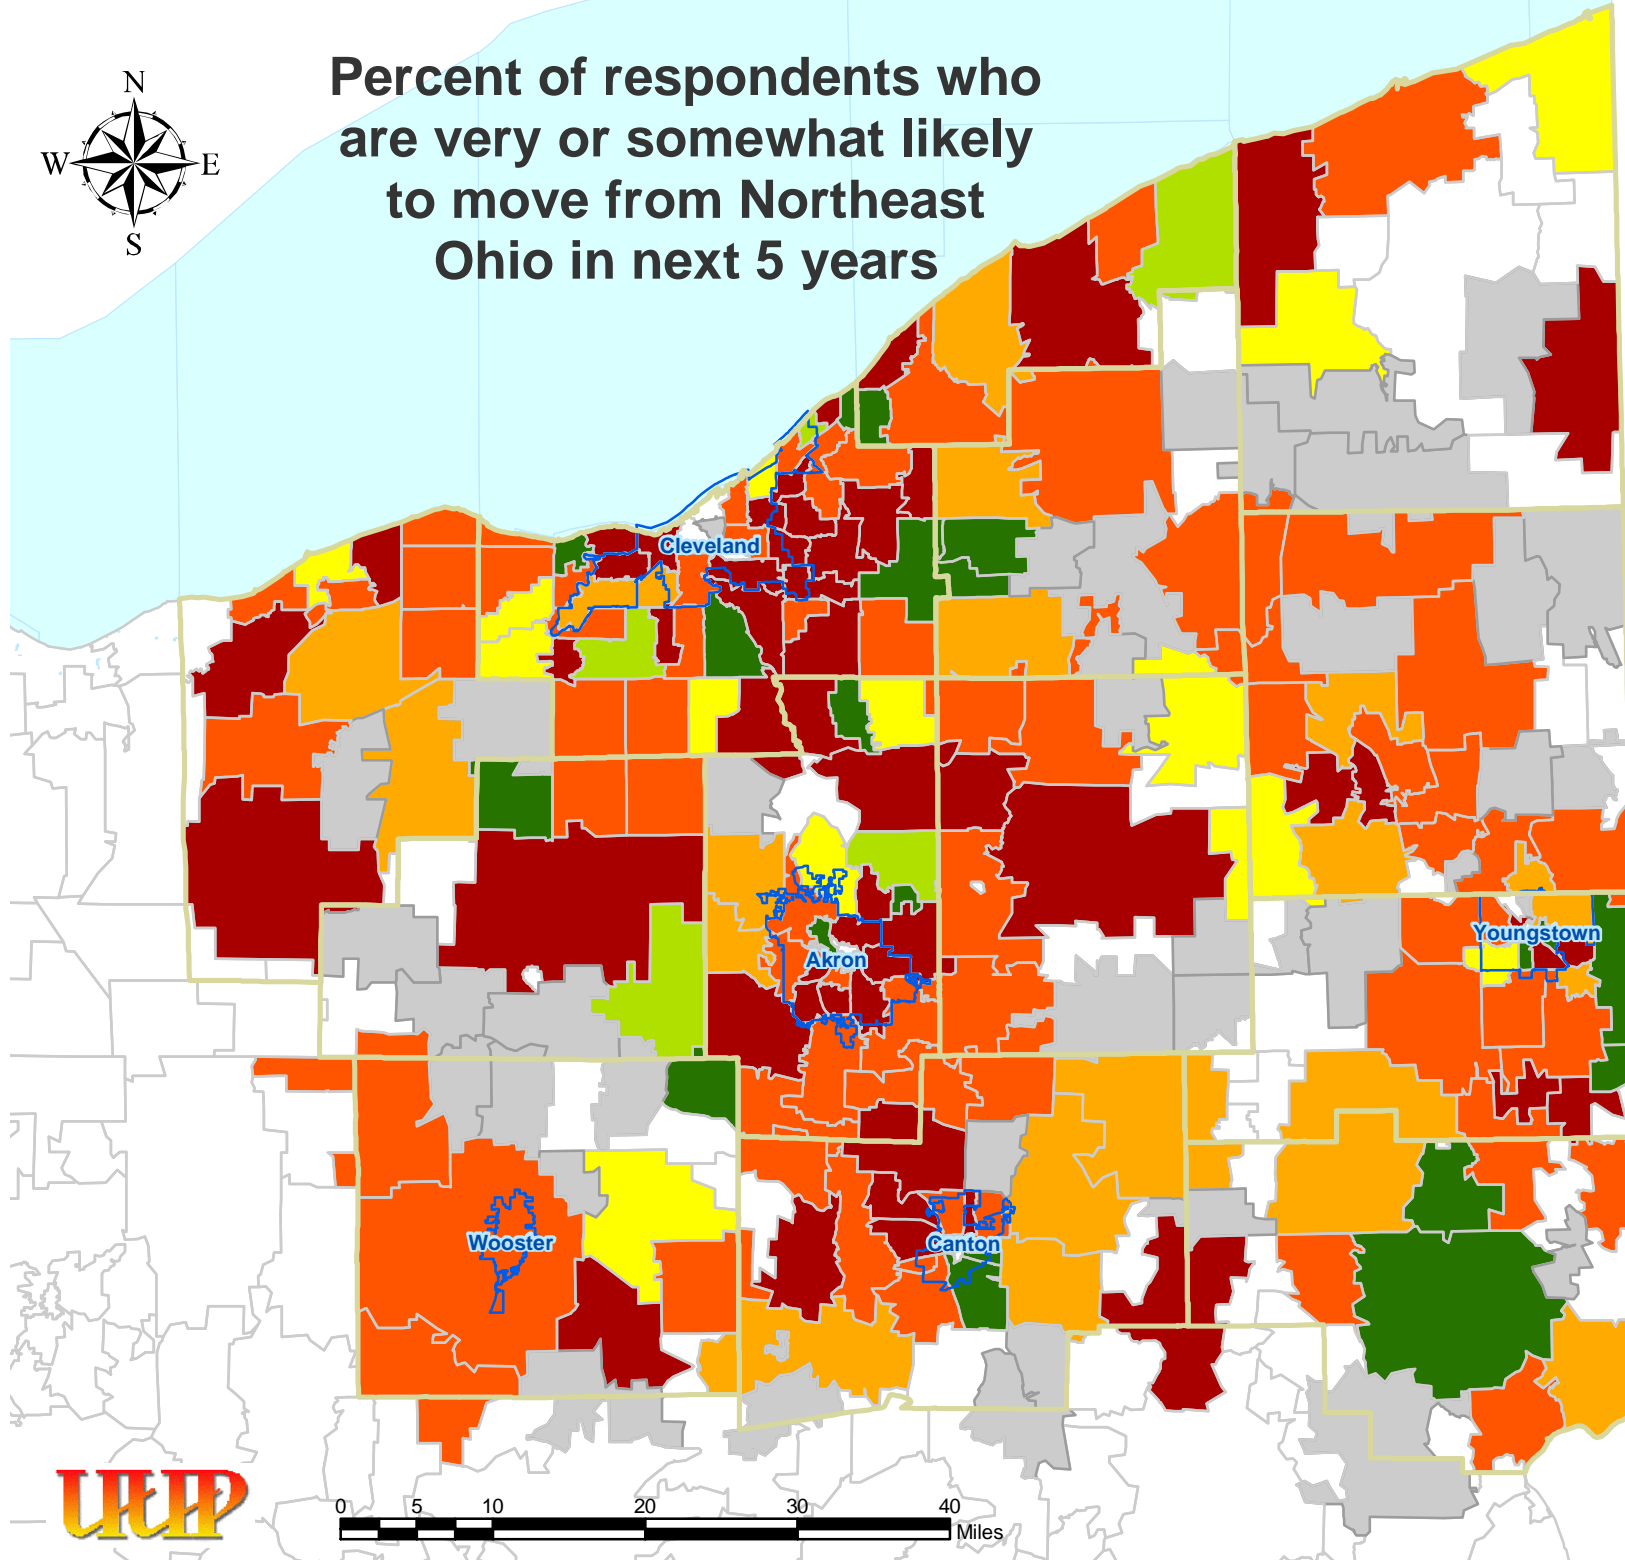 Percent of respondents who
are very or somewhat likely
to move from Northeast
Ohio in next 5 years
N
W E
S
Cleveland
Akron
Youngstown
Wooster
Canton
UUP
0 5 10 20 30 40
Miles